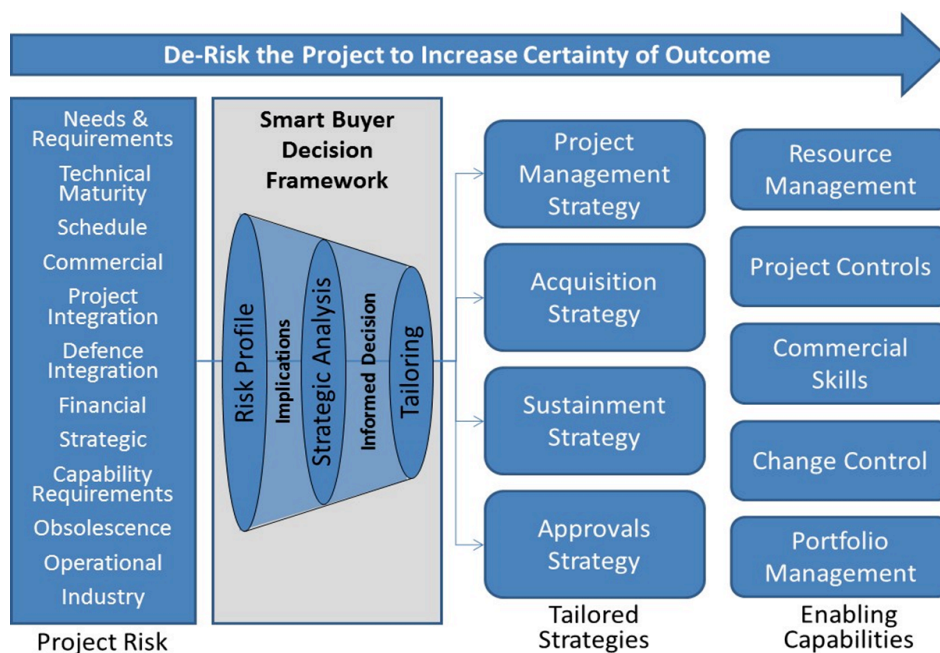 De-Risk the Project to Increase Certainty of Outcome
Needs &
Requirements
Technical
Maturity
Schedule
Commercial
Project
Integration
Defence
Integration
Financial
Strategic
Capability
Requirements
Obsolescence
Operational
Industry
Project Risk
Smart Buyer
Decision
Framework
Risk Profile
Implications
Strategic Analysis
Informed Decision
Tailoring
Project
Management
Strategy
Acquisition
Strategy
Sustainment
Strategy
Approvals
Strategy
Tailored
Strategies
Resource
Management
Project Controls
Commercial
Skills
Change Control
Portfolio
Management
Enabling
Capabilities